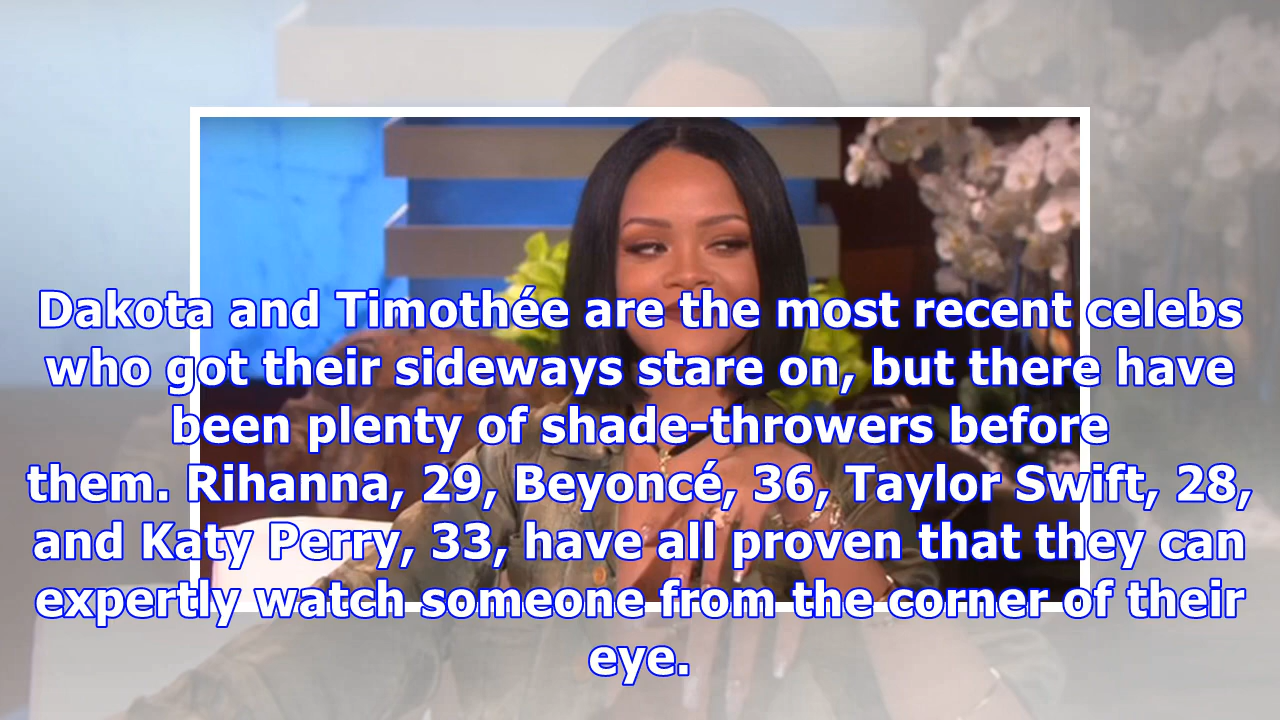 Dakota and Timothée are the most recent celebs
who got their sideways stare on, but there have
been plenty of shade-throwers before
them. Rihanna, 29, Beyoncé, 36, Taylor Swift, 28,
and Katy Perry, 33, have all proven that they can
expertly watch someone from the corner of their
eye.